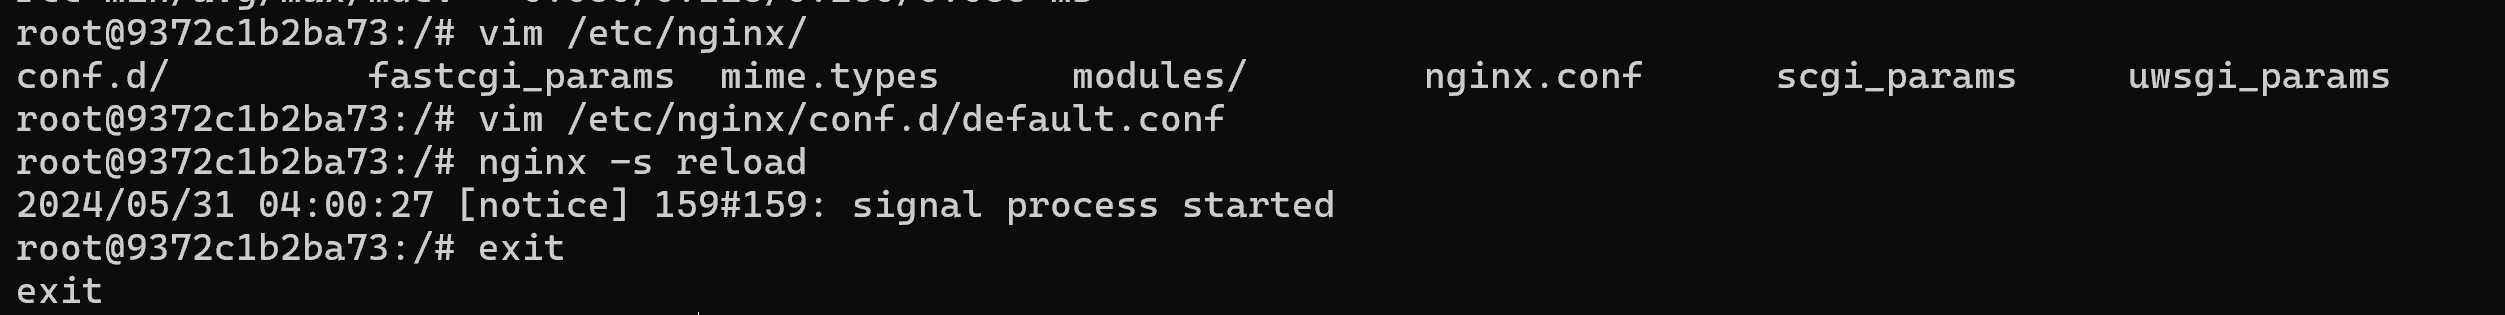 root@9372c1b2ba73:/# vim /etc/nginx/
conf.d/ fastcgi_params mime.types modules/ nginx.conf scgi_params uwsgi_params
root@9372c1b2ba73:/# vim /etc/nginx/conf.d/default.conf
root@9372c1b2ba73:/# nginx -s reload
2024/05/31 04:00:27 [notice] 159#159: signal process started
root@9372c1b2ba73:/# exit
exit